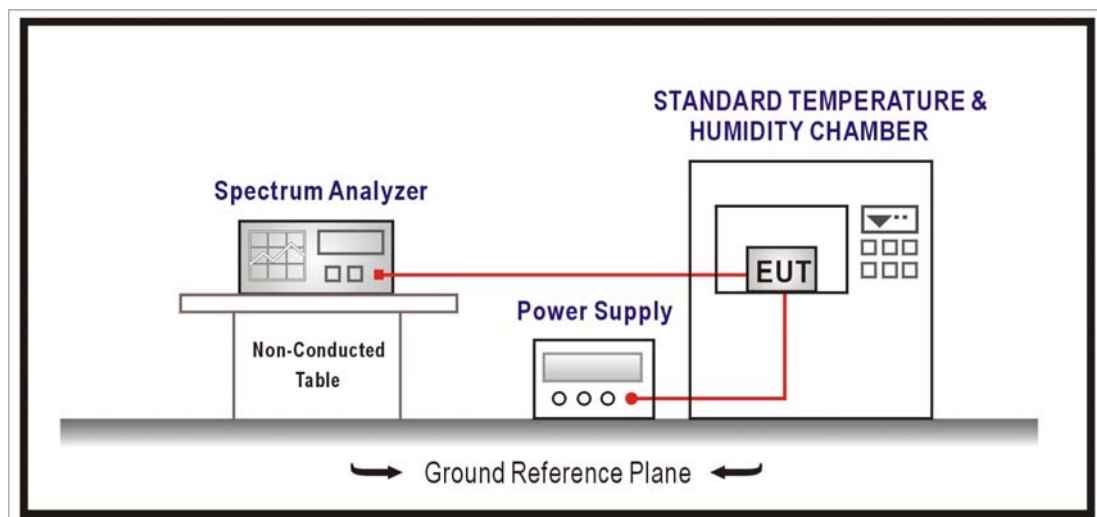 STANDARD TEMPERATURE &
HUMIDITY CHAMBER
Spectrum Analyzer
EUT
Power Supply
Non-Conducted
Table
Ground Reference Plane